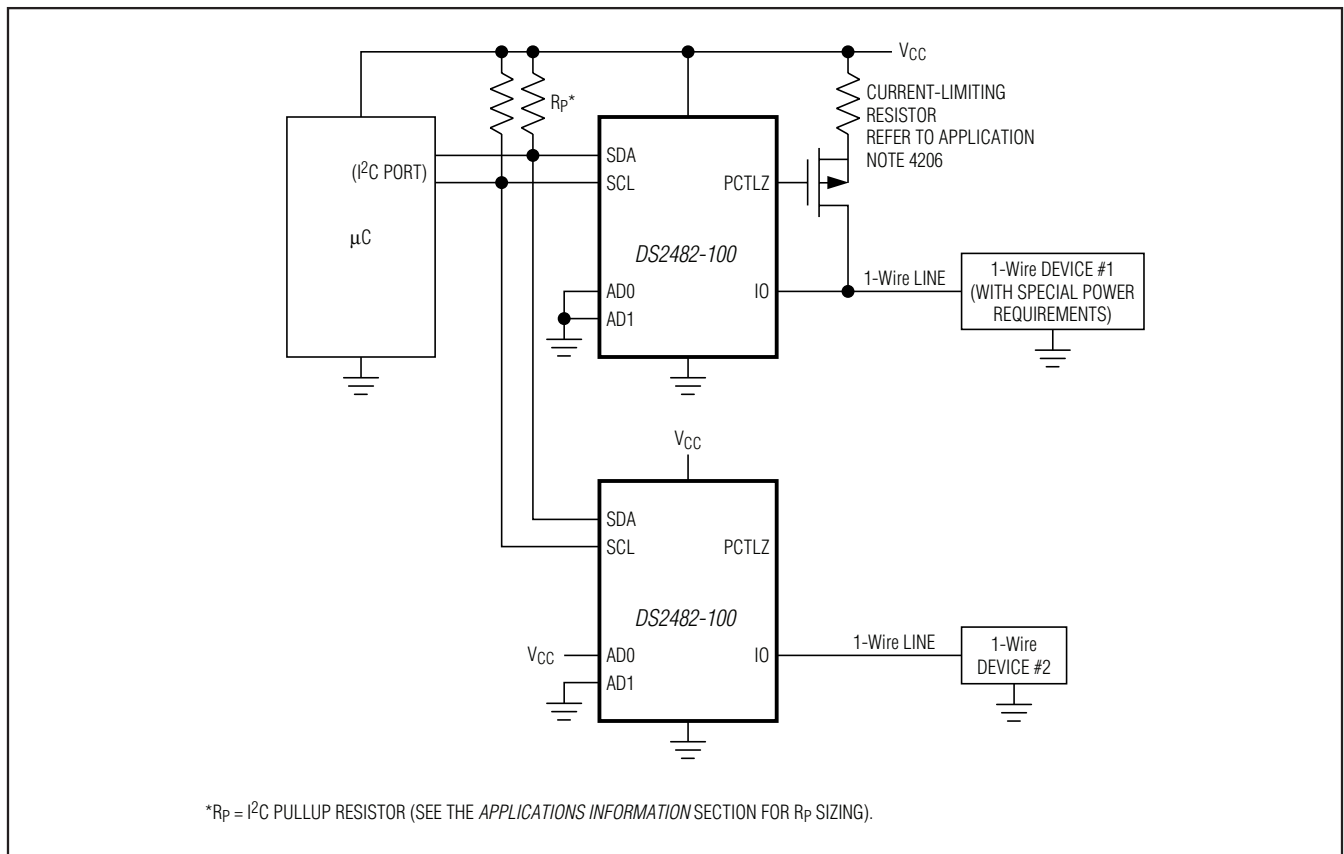 VCC
RP*
CURRENT-LIMITING
RESISTOR
REFER TO APPLICATION
NOTE 4206
(I2C PORT)
μC
SDA
SCL
PCTLZ
DS2482-100
AD0
AD1
IO
1-Wire LINE
1-Wire DEVICE #1
(WITH SPECIAL POWER
REQUIREMENTS)
VCC
SDA
SCL
PCTLZ
DS2482-100
VCC
AD0
AD1
IO
1-Wire LINE
1-Wire
DEVICE #2
*RP = I2C PULLUP RESISTOR (SEE THE APPLICATIONS INFORMATION SECTION FOR RP SIZING).